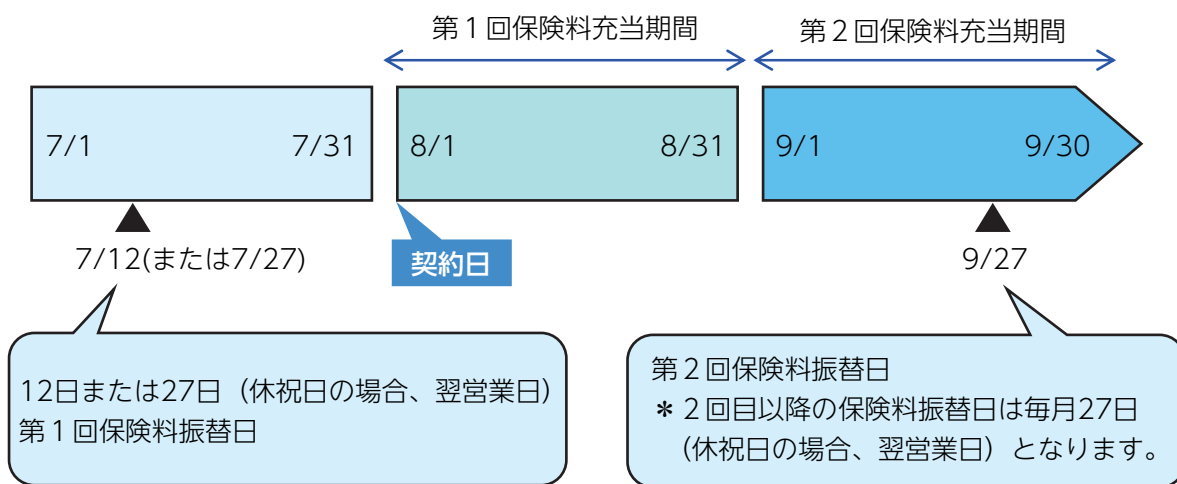 第1回保険料充当期間
第2回保険料充当期間
7/1
7/31
8/1
8/31
9/1
9/30
7/12(または7/27)
契約日
9/27
12日または27日（休祝日の場合、翌営業日）
第1回保険料振替日
第2回保険料振替日
＊2回目以降の保険料振替日は毎月27日
（休祝日の場合、翌営業日）となります。